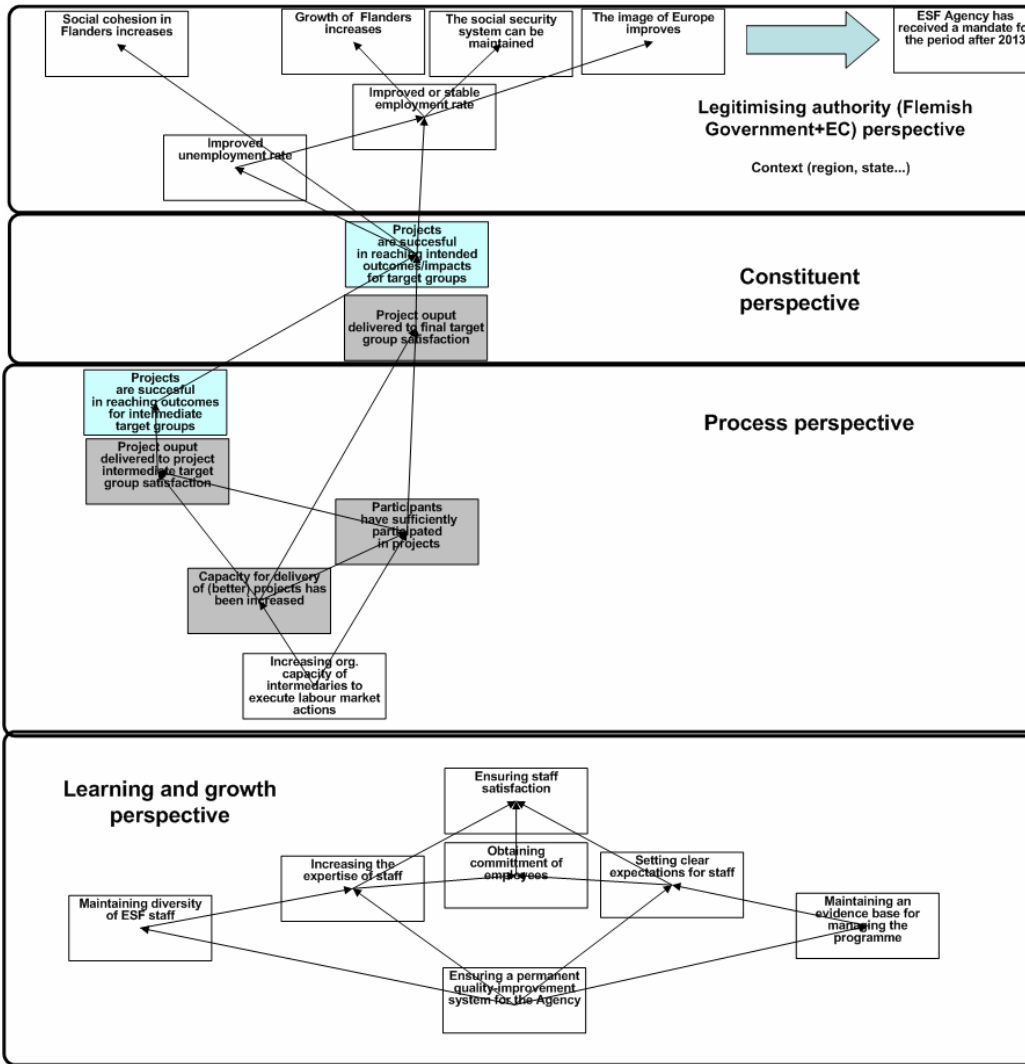 Social cohesion in
Flanders increases
Growth of Flanders
increases
The social security
system can be
maintained
The image of Europe
improves
ESF Agency has
received a mandate for
the period after 2013
Improved or stable
employment rate
Improved
unemployment rate
Legitimising authority (Flemish
Government+EC) perspective
Context (region, state...)
Projects
are succesful
in reaching intended
outcomes/impacts
for target groups
Project ouput
delivered to final target
group satisfaction
Constituent
perspective
Projects
are succesful
in reaching outcomes
for intermediate
target groups
Project ouput
delivered to project
intermediate target
group satisfaction
Process perspective
Participants
have sufficiently
participated
in projects
Capacity for delivery
of (better) projects has
been increased
Increasing org.
capacity of
intermedaries to
execute labour market
actions
Learning and growth
perspective
Ensuring staff
satisfaction
Increasing the
expertise of staff
Obtaining
committment of
employees
Setting clear
expectations for staff
Maintaining diversity
of ESF staff
Maintaining an
evidence base for
managing the
programme
Ensuring a permanent
quality-improvement
system for the Agency